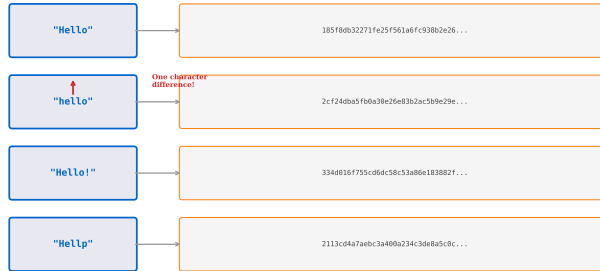 "Hello"
185f8db32271fe25f561a6fc938b2e26...
One character
difference!
"hello"
2cf24dba5fb0a30e26e83b2ac5b9e29e...
"Hello!"
334d016f755cd6dc58c53a86e183882f...
"Hellp"
2113cd4a7aebc3a400a234c3de8a5c0c...